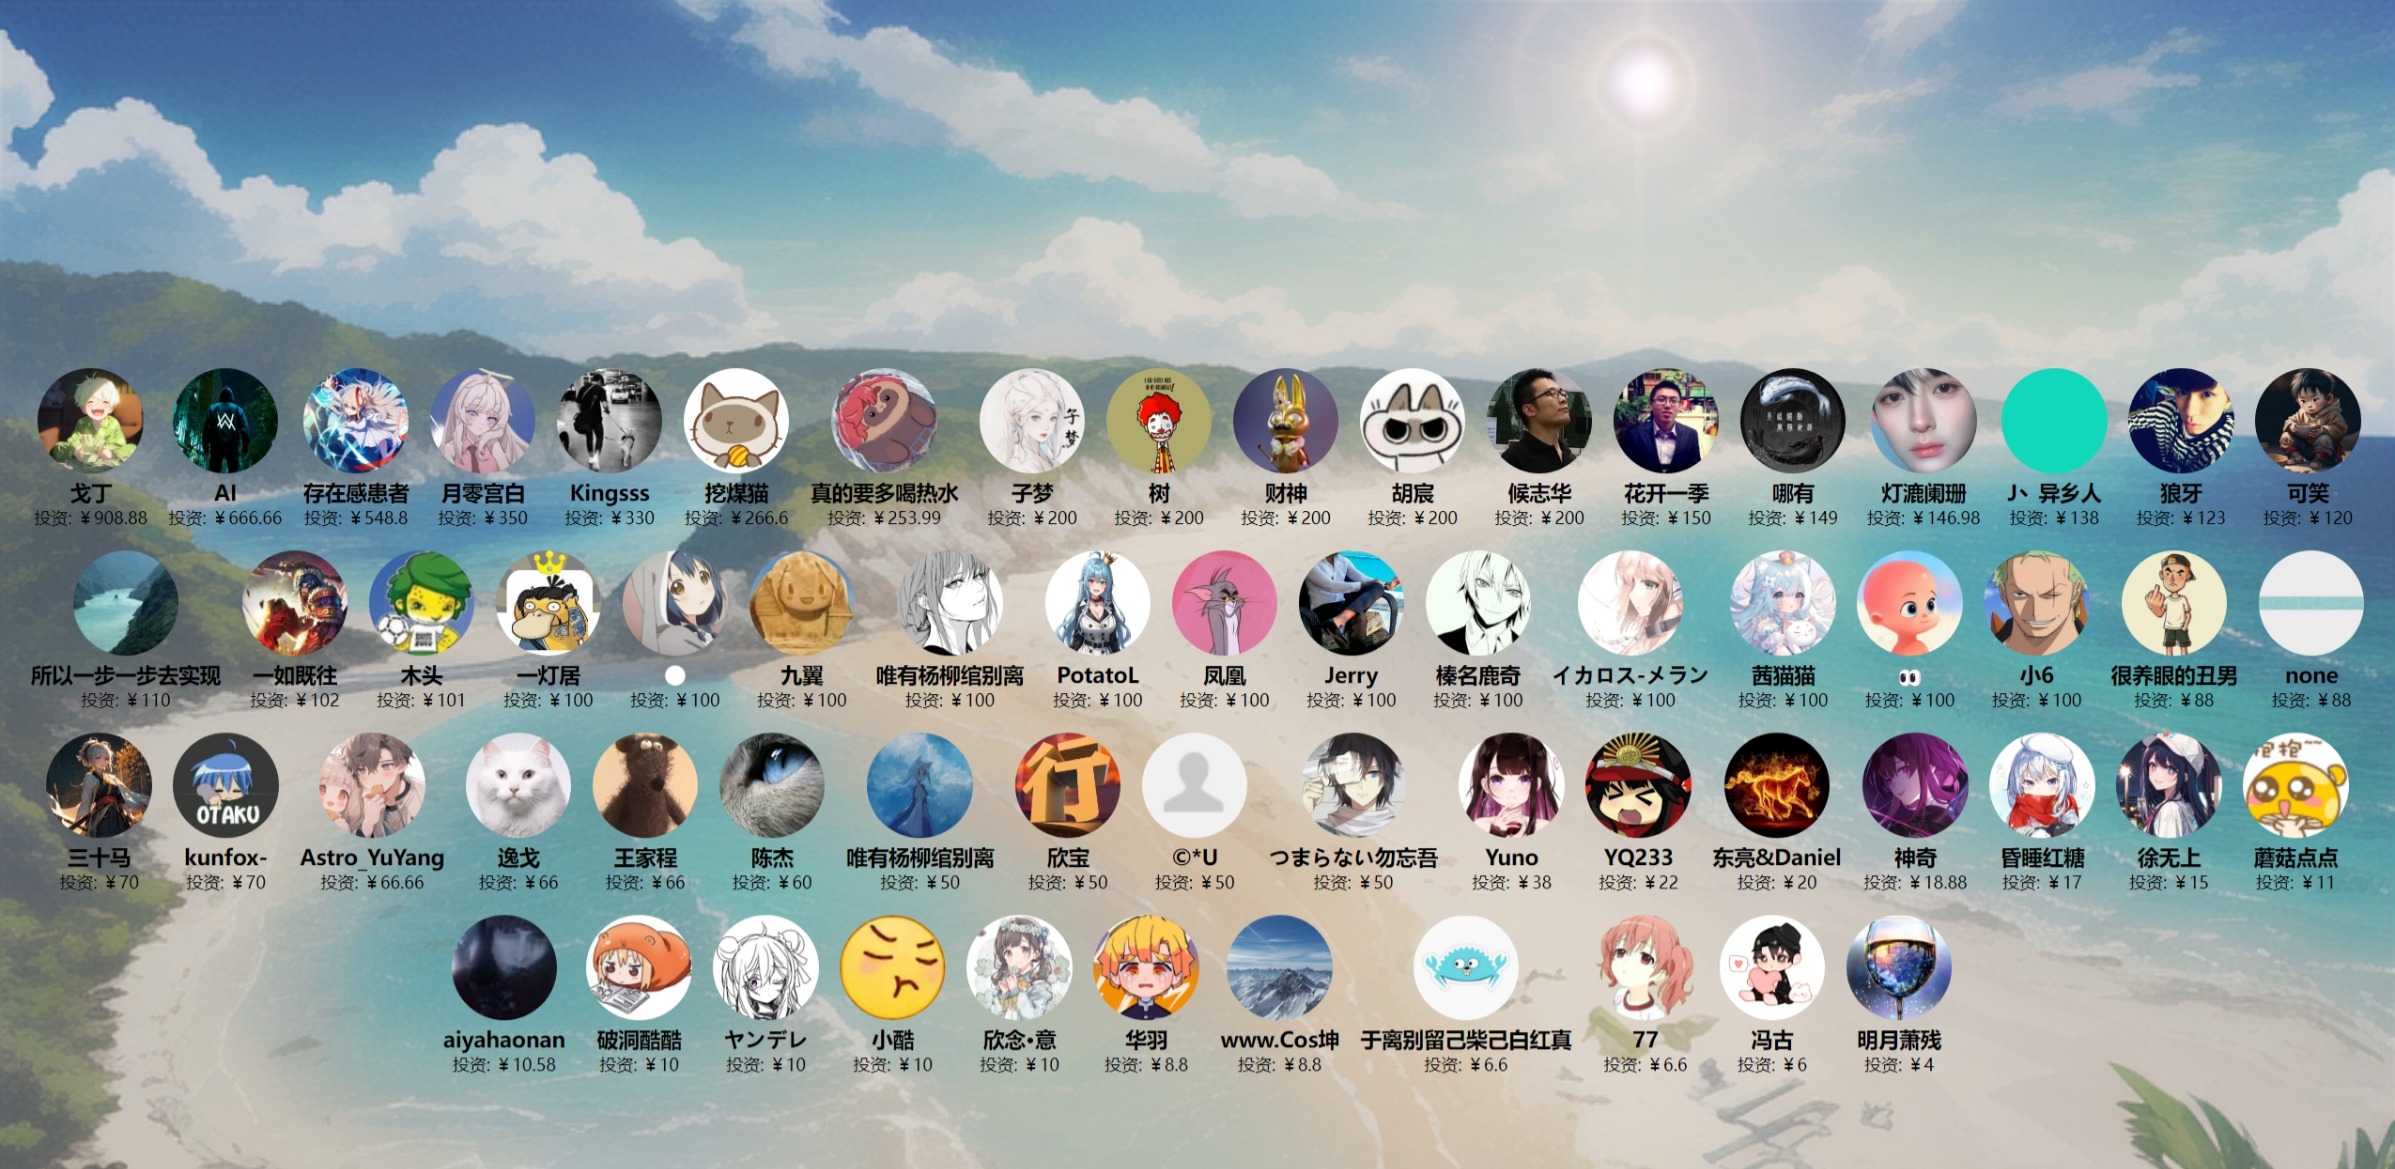 戈丁
投资: ¥908.88
AI
投资: ¥666.66
存在感患者
投资: ¥548.8
月零宫白
投资: ¥350
Kingsss
投资: ¥330
挖煤猫
投资: ¥266.6
真的要多喝热水
投资: ¥253.99
子梦
投资: ¥200
树
投资: ¥200
财神
投资: ¥200
胡宸
投资: ¥200
候志华
投资: ¥200
花开一季
投资: ¥150
哪有
投资: ¥149
灯漉阑珊
投资: ¥146.98
J、异乡人
投资: ¥138
狼牙
投资: ¥123
可笑
投资: ¥120
所以一步一步去实现
投资: ¥110
一如既往
投资: ¥102
木头
投资: ¥101
一灯居
投资: ¥100
投资: ¥100
九翼
投资: ¥100
唯有杨柳绾别离
投资: ¥100
PotatoL
投资: ¥100
凤凰
投资: ¥100
Jerry
投资: ¥100
榛名鹿奇
投资: ¥100
イカロス-メラン
投资: ¥100
茜猫猫
投资: ¥100
👀
投资: ¥100
小6
投资: ¥100
很养眼的丑男
投资: ¥88
none
投资: ¥88
三十马
投资: ¥70
OTAKU
kunfox-
投资: ¥70
Astro_YuYang
投资: ¥66.66
逸戈
投资: ¥66
王家程
投资: ¥66
陈杰
投资: ¥60
唯有杨柳绾别离
投资: ¥50
行
欣宝
投资: ¥50
©*U
投资: ¥50
つまらない勿忘吾
投资: ¥50
Yuno
投资: ¥38
YQ233
投资: ¥22
东亮&Daniel
投资: ¥20
神奇
投资: ¥18.88
昏睡红糖
投资: ¥17
徐无上
投资: ¥15
抱抱~~
蘑菇点点
投资: ¥11
aiyahaonan
投资: ¥10.58
破洞酷酷
投资: ¥10
ヤンデレ
投资: ¥10
小酷
投资: ¥10
欣念•意
投资: ¥10
华羽
投资: ¥8.8
www.Cos坤
投资: ¥8.8
于离别留己柴己白红真
投资: ¥6.6
77
投资: ¥6.6
冯古
投资: ¥6
明月萧残
投资: ¥4